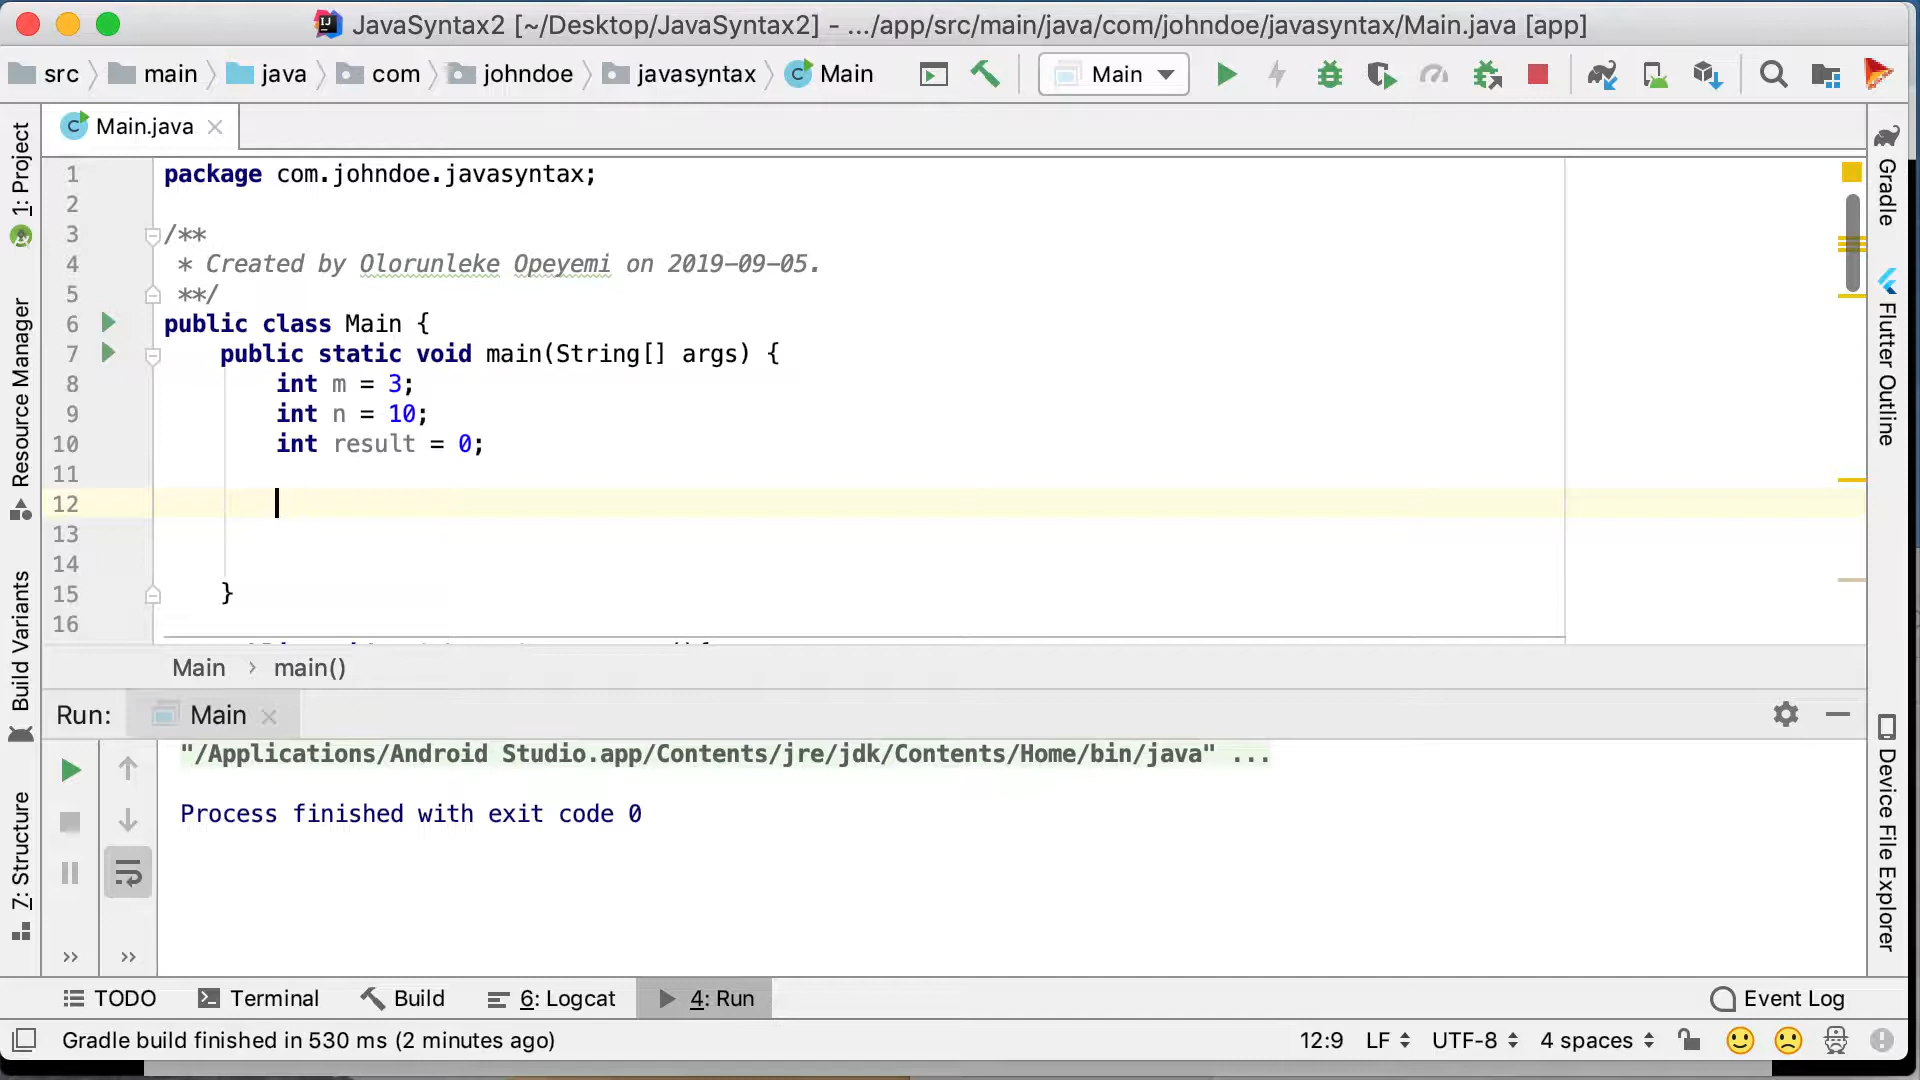 JavaSyntax2 [~/Desktop/JavaSyntax2] - .../app/src/main/java/com/johndoe/javasyntax/Main.java [app]
src main java com johndoe javasyntax Main Main
Main.java
1 package com.johndoe.javasyntax;
2
3 /**
4 * Created by Olorunleke Opeyemi on 2019-09-05.
5 **/
6 public class Main {
7 public static void main(String[] args) {
8 int m = 3;
9 int n = 10;
10 int result = 0;
11
12
13
14
15 }
16
Main > main()
Run: Main
"/Applications/Android Studio.app/Contents/jre/jdk/Contents/Home/bin/java" ...
Process finished with exit code 0
1: Project
Resource Manager
Build Variants
7: Structure
Gradle
Flutter Outline
Device File Explorer
TODO Terminal Build 6: Logcat 4: Run Event Log
Gradle build finished in 530 ms (2 minutes ago) 12:9 LF UTF-8 4 spaces